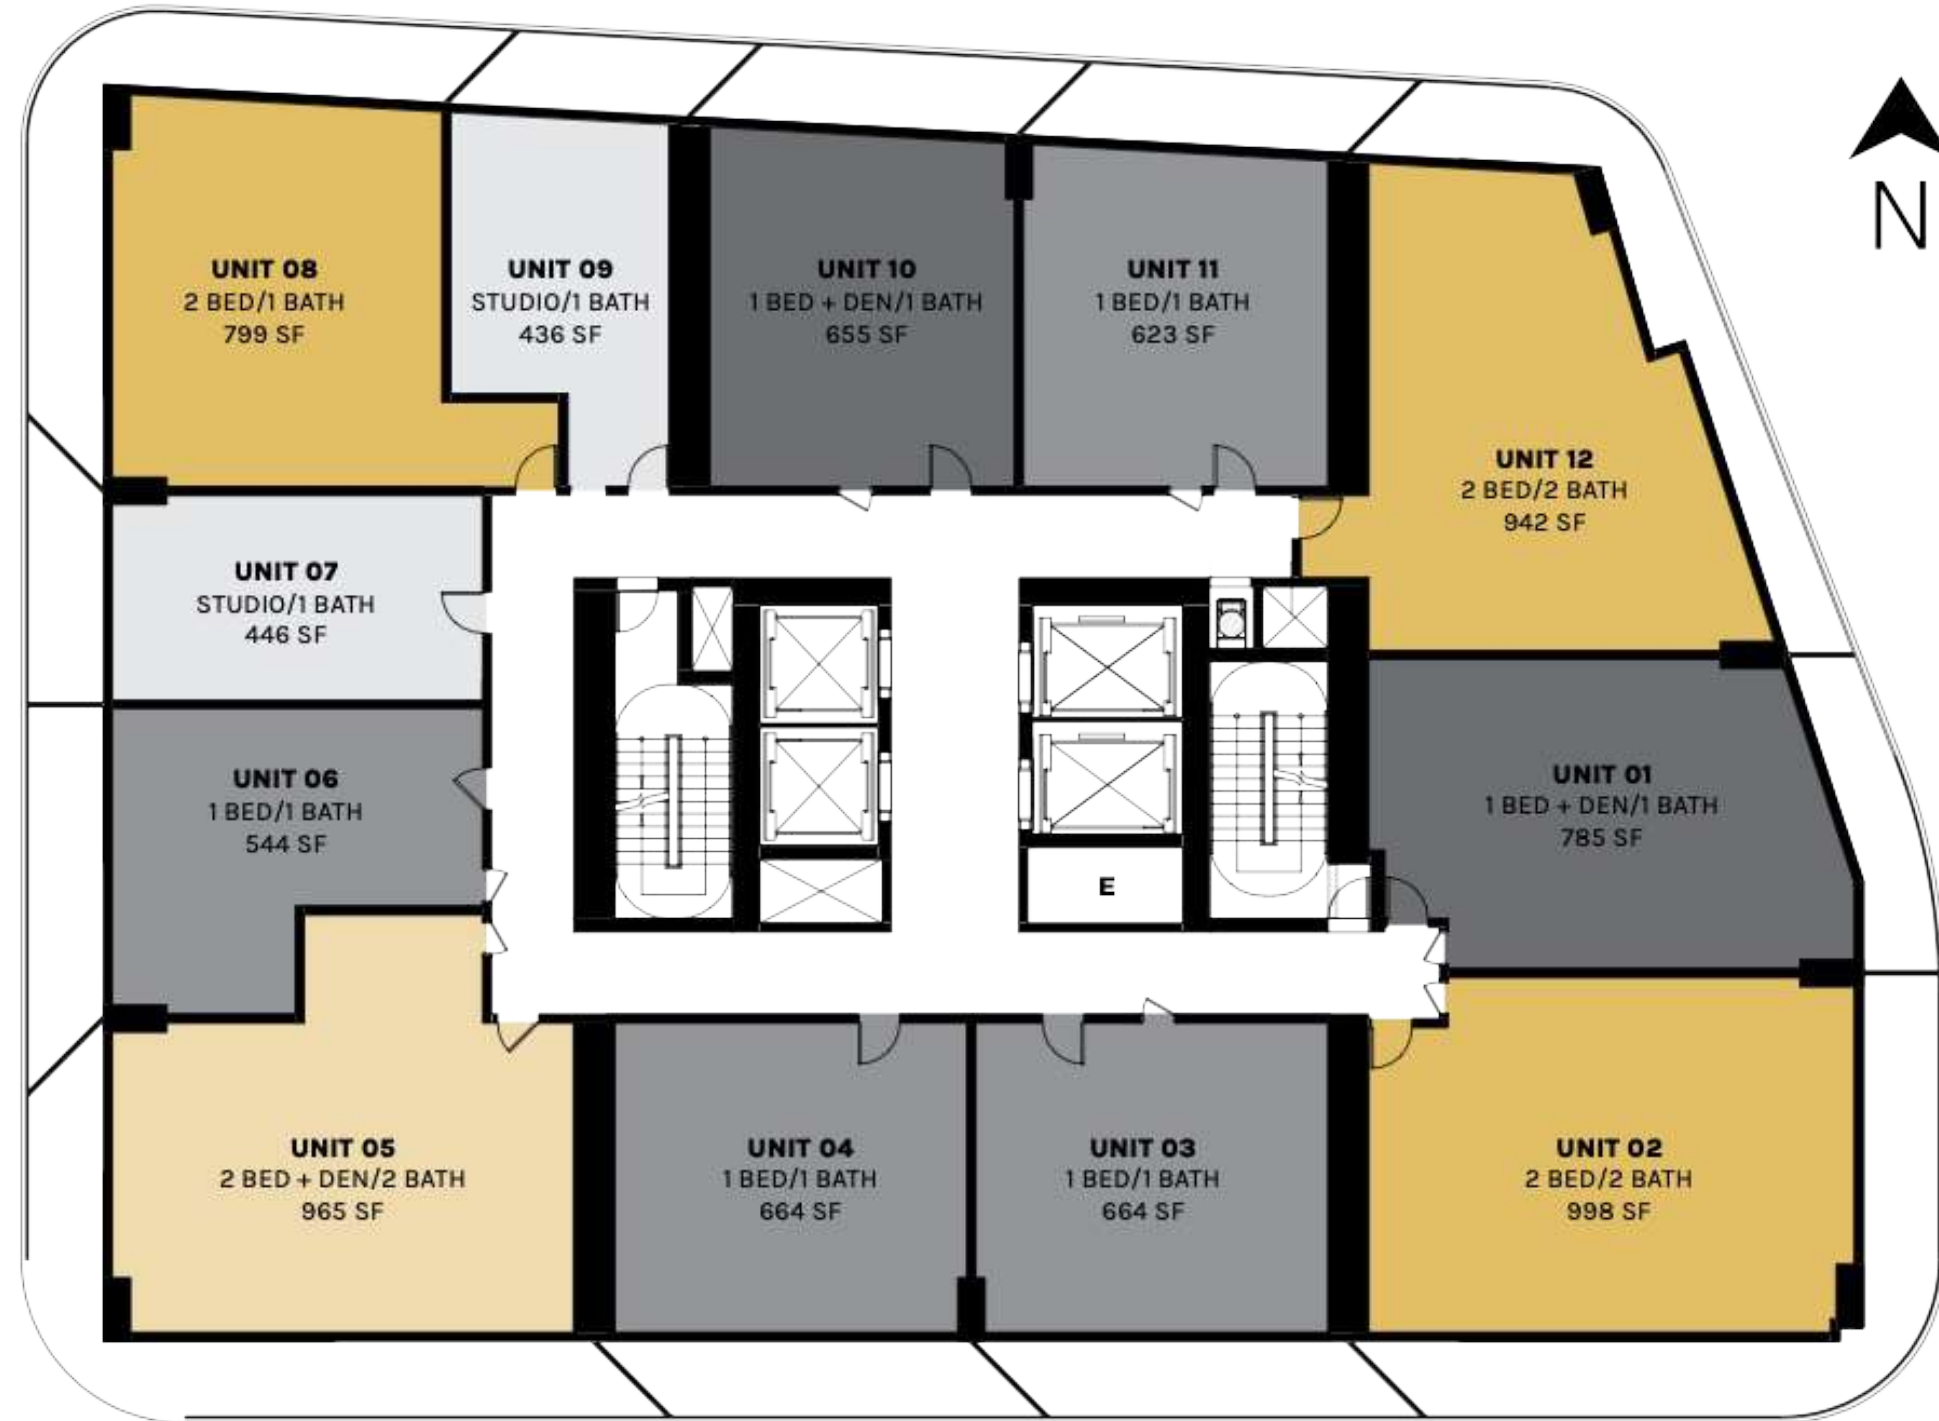 UNIT 08
2 BED/1 BATH
799 SF
UNIT 09
STUDIO/1 BATH
436 SF
UNIT 10
1 BED + DEN/1 BATH
655 SF
UNIT 11
1 BED/1 BATH
623 SF
N
UNIT 12
2 BED/2 BATH
942 SF
UNIT 07
STUDIO/1 BATH
446 SF
UNIT 06
1 BED/1 BATH
544 SF
UNIT 01
1 BED + DEN/1 BATH
785 SF
E
UNIT 05
2 BED + DEN/2 BATH
965 SF
UNIT 04
1 BED/1 BATH
664 SF
UNIT 03
1 BED/1 BATH
664 SF
UNIT 02
2 BED/2 BATH
998 SF